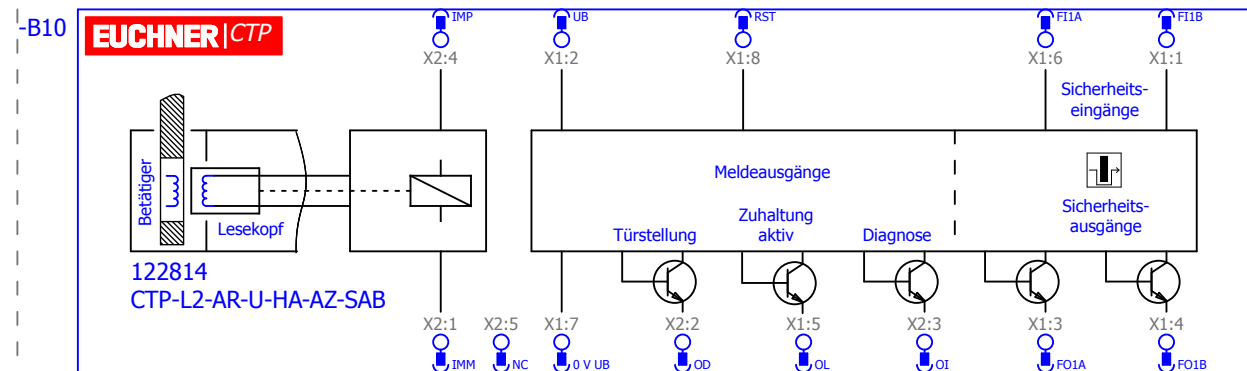 -B10
EUCHNER CTP
IMP
UB
RST
FI1A
FI1B
X2:4
X1:2
X1:8
X1:6
X1:1
Sicherheits-
eingänge
Betätiger
Lesekopf
Meldeausgänge
Türstellung
Zuhaltung
aktiv
Diagnose
Sicherheits-
ausgänge
122814
CTP-L2-AR-U-HA-AZ-SAB
X2:1
X2:5
X1:7
X2:2
X1:5
X2:3
X1:3
X1:4
IMM
NC
0 V UB
OD
OL
OI
FO1A
FO1B